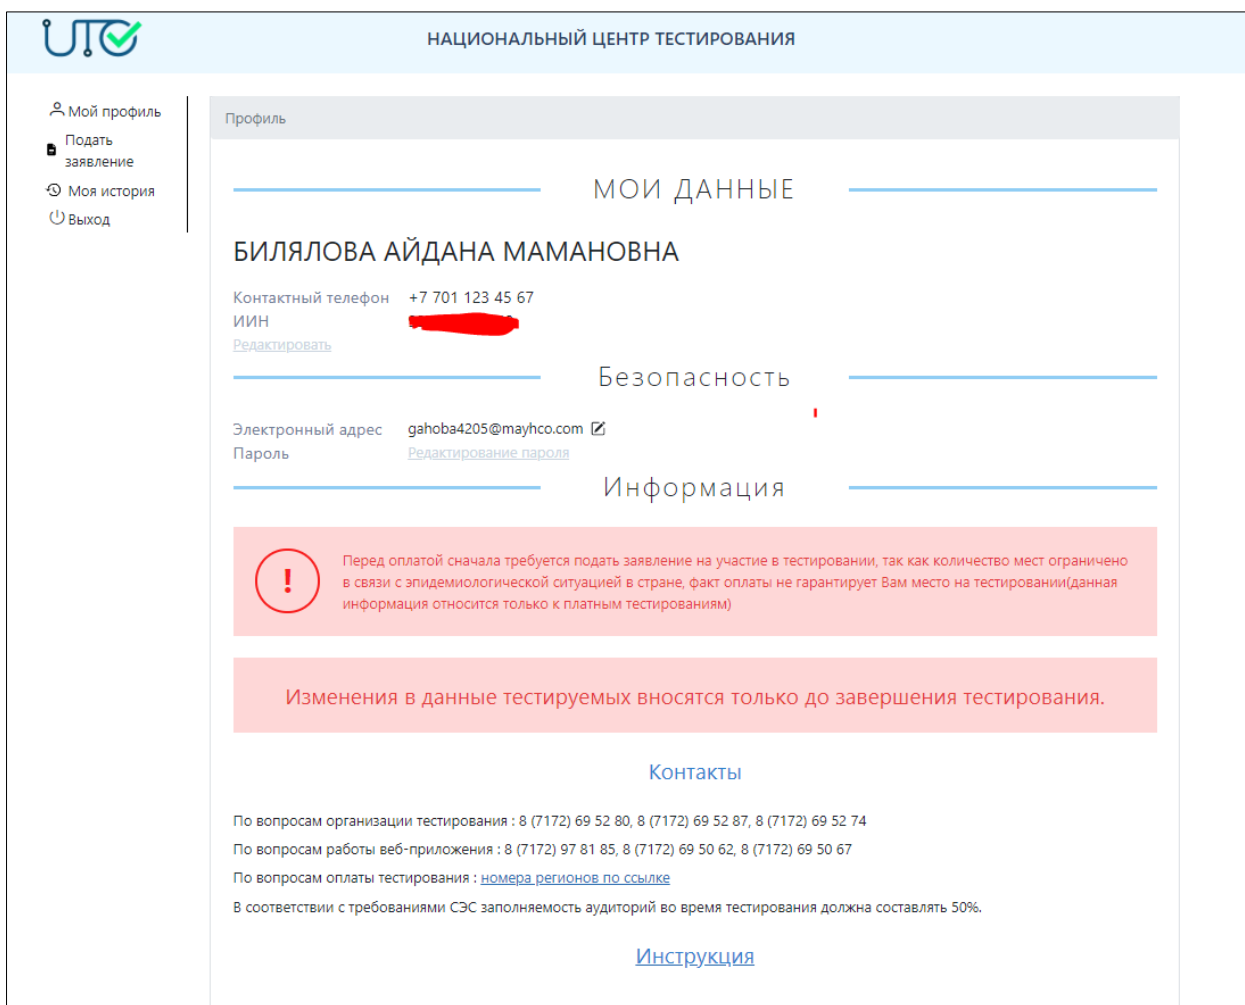 UTO
НАЦИОНАЛЬНЫЙ ЦЕНТР ТЕСТИРОВАНИЯ
Мой профиль
Подать
заявление
Моя история
Выход
Профиль
МОИ ДАННЫЕ
БИЛЯЛОВА АЙДАНА МАМАНОВНА
Контактный телефон +7 701 123 45 67
ИИН
Редактировать
Безопасность
Электронный адрес gahoba4205@mayhco.com
Пароль Редактирование пароля
Информация
Перед оплатой сначала требуется подать заявление на участие в тестировании, так как количество мест ограничено
в связи с эпидемиологической ситуацией в стране, факт оплаты не гарантирует Вам место на тестировании(данная
информация относится только к платным тестированиям)
Изменения в данные тестируемых вносятся только до завершения тестирования.
Контакты
По вопросам организации тестирования : 8 (7172) 69 52 80, 8 (7172) 69 52 87, 8 (7172) 69 52 74
По вопросам работы веб-приложения : 8 (7172) 97 81 85, 8 (7172) 69 50 62, 8 (7172) 69 50 67
По вопросам оплаты тестирования : номера регионов по ссылке
В соответствии с требованиями СЭС заполняемость аудиторий во время тестирования должна составлять 50%.
Инструкция